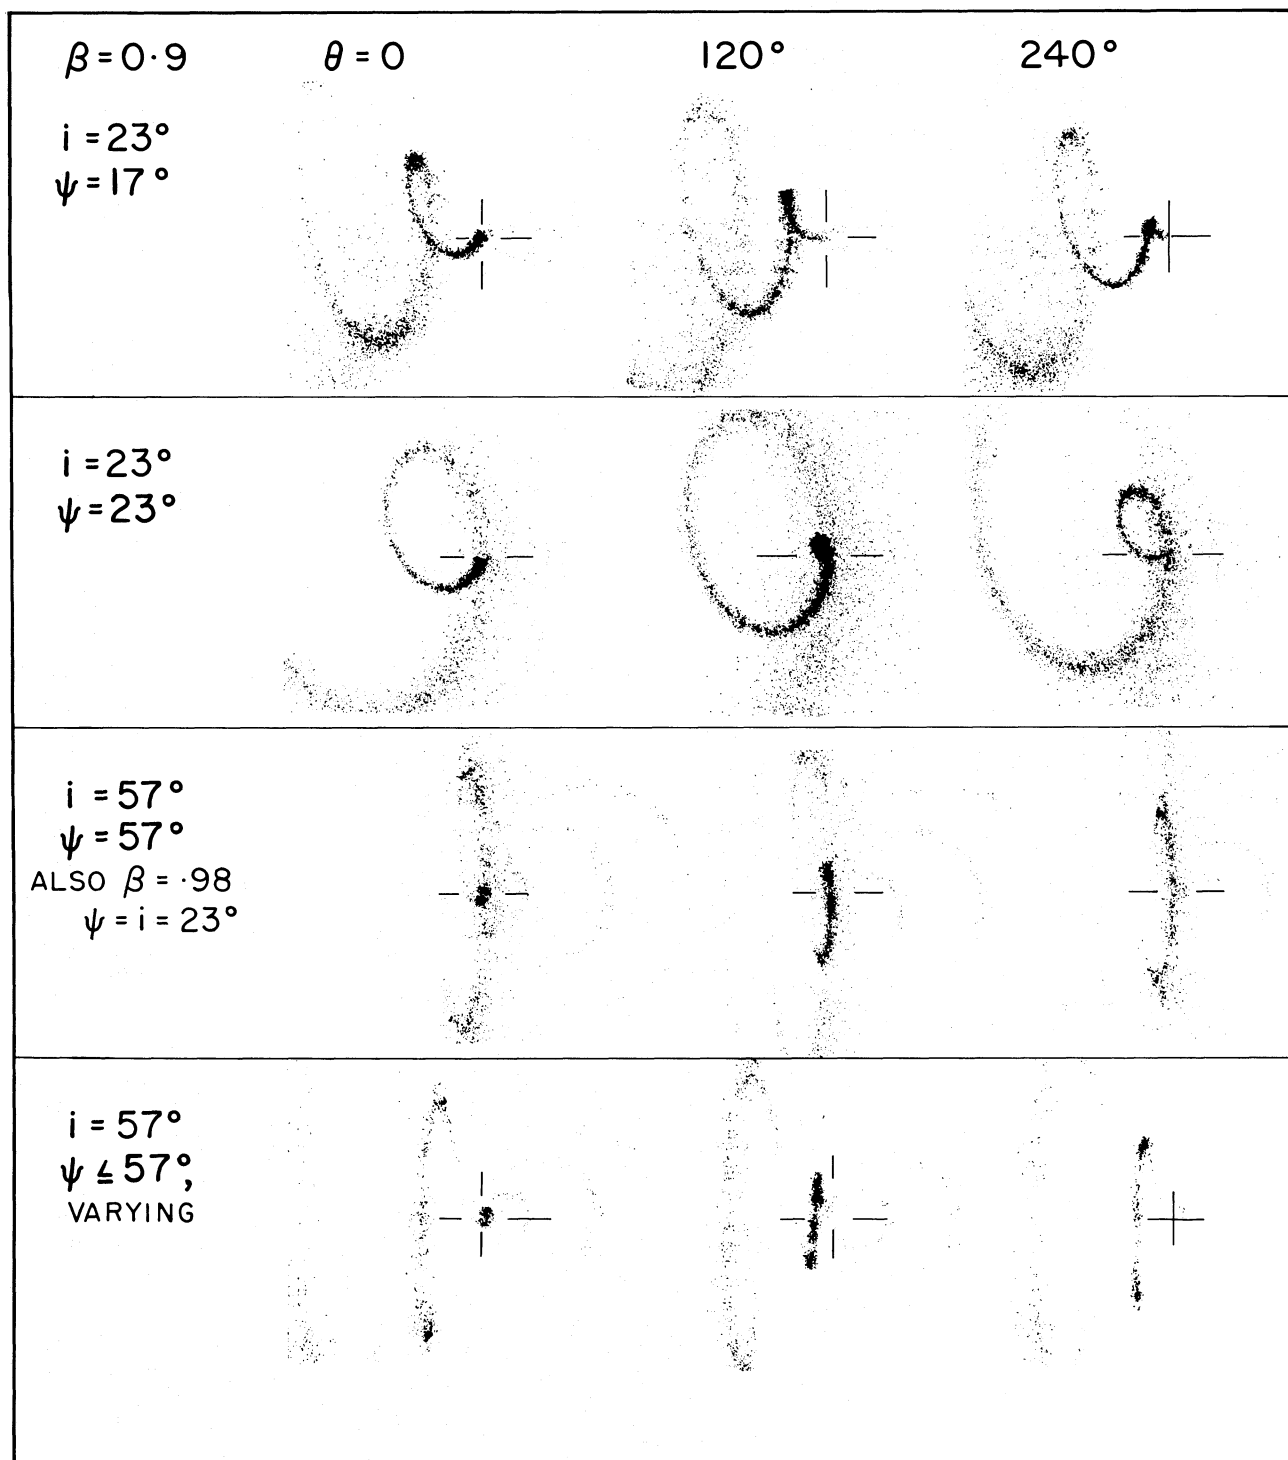 β = 0·9 θ = 0 120° 240°
i = 23°
ψ = 17°
i = 23°
ψ = 23°
i = 57°
ψ = 57°
ALSO β = ·98
ψ = i = 23°
i = 57°
ψ ≤ 57°,
VARYING